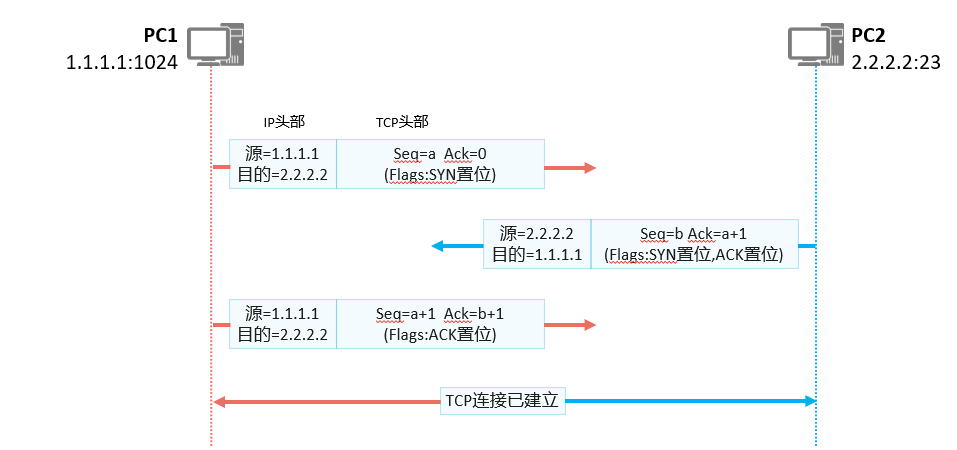 PC1
1.1.1.1:1024
PC2
2.2.2.2:23
IP头部
TCP头部
源=1.1.1.1
目的=2.2.2.2
Seq=a Ack=0
(Flags:SYN置位)
源=2.2.2.2
目的=1.1.1.1
Seq=b Ack=a+1
(Flags:SYN置位,ACK置位)
源=1.1.1.1
目的=2.2.2.2
Seq=a+1 Ack=b+1
(Flags:ACK置位)
TCP连接已建立